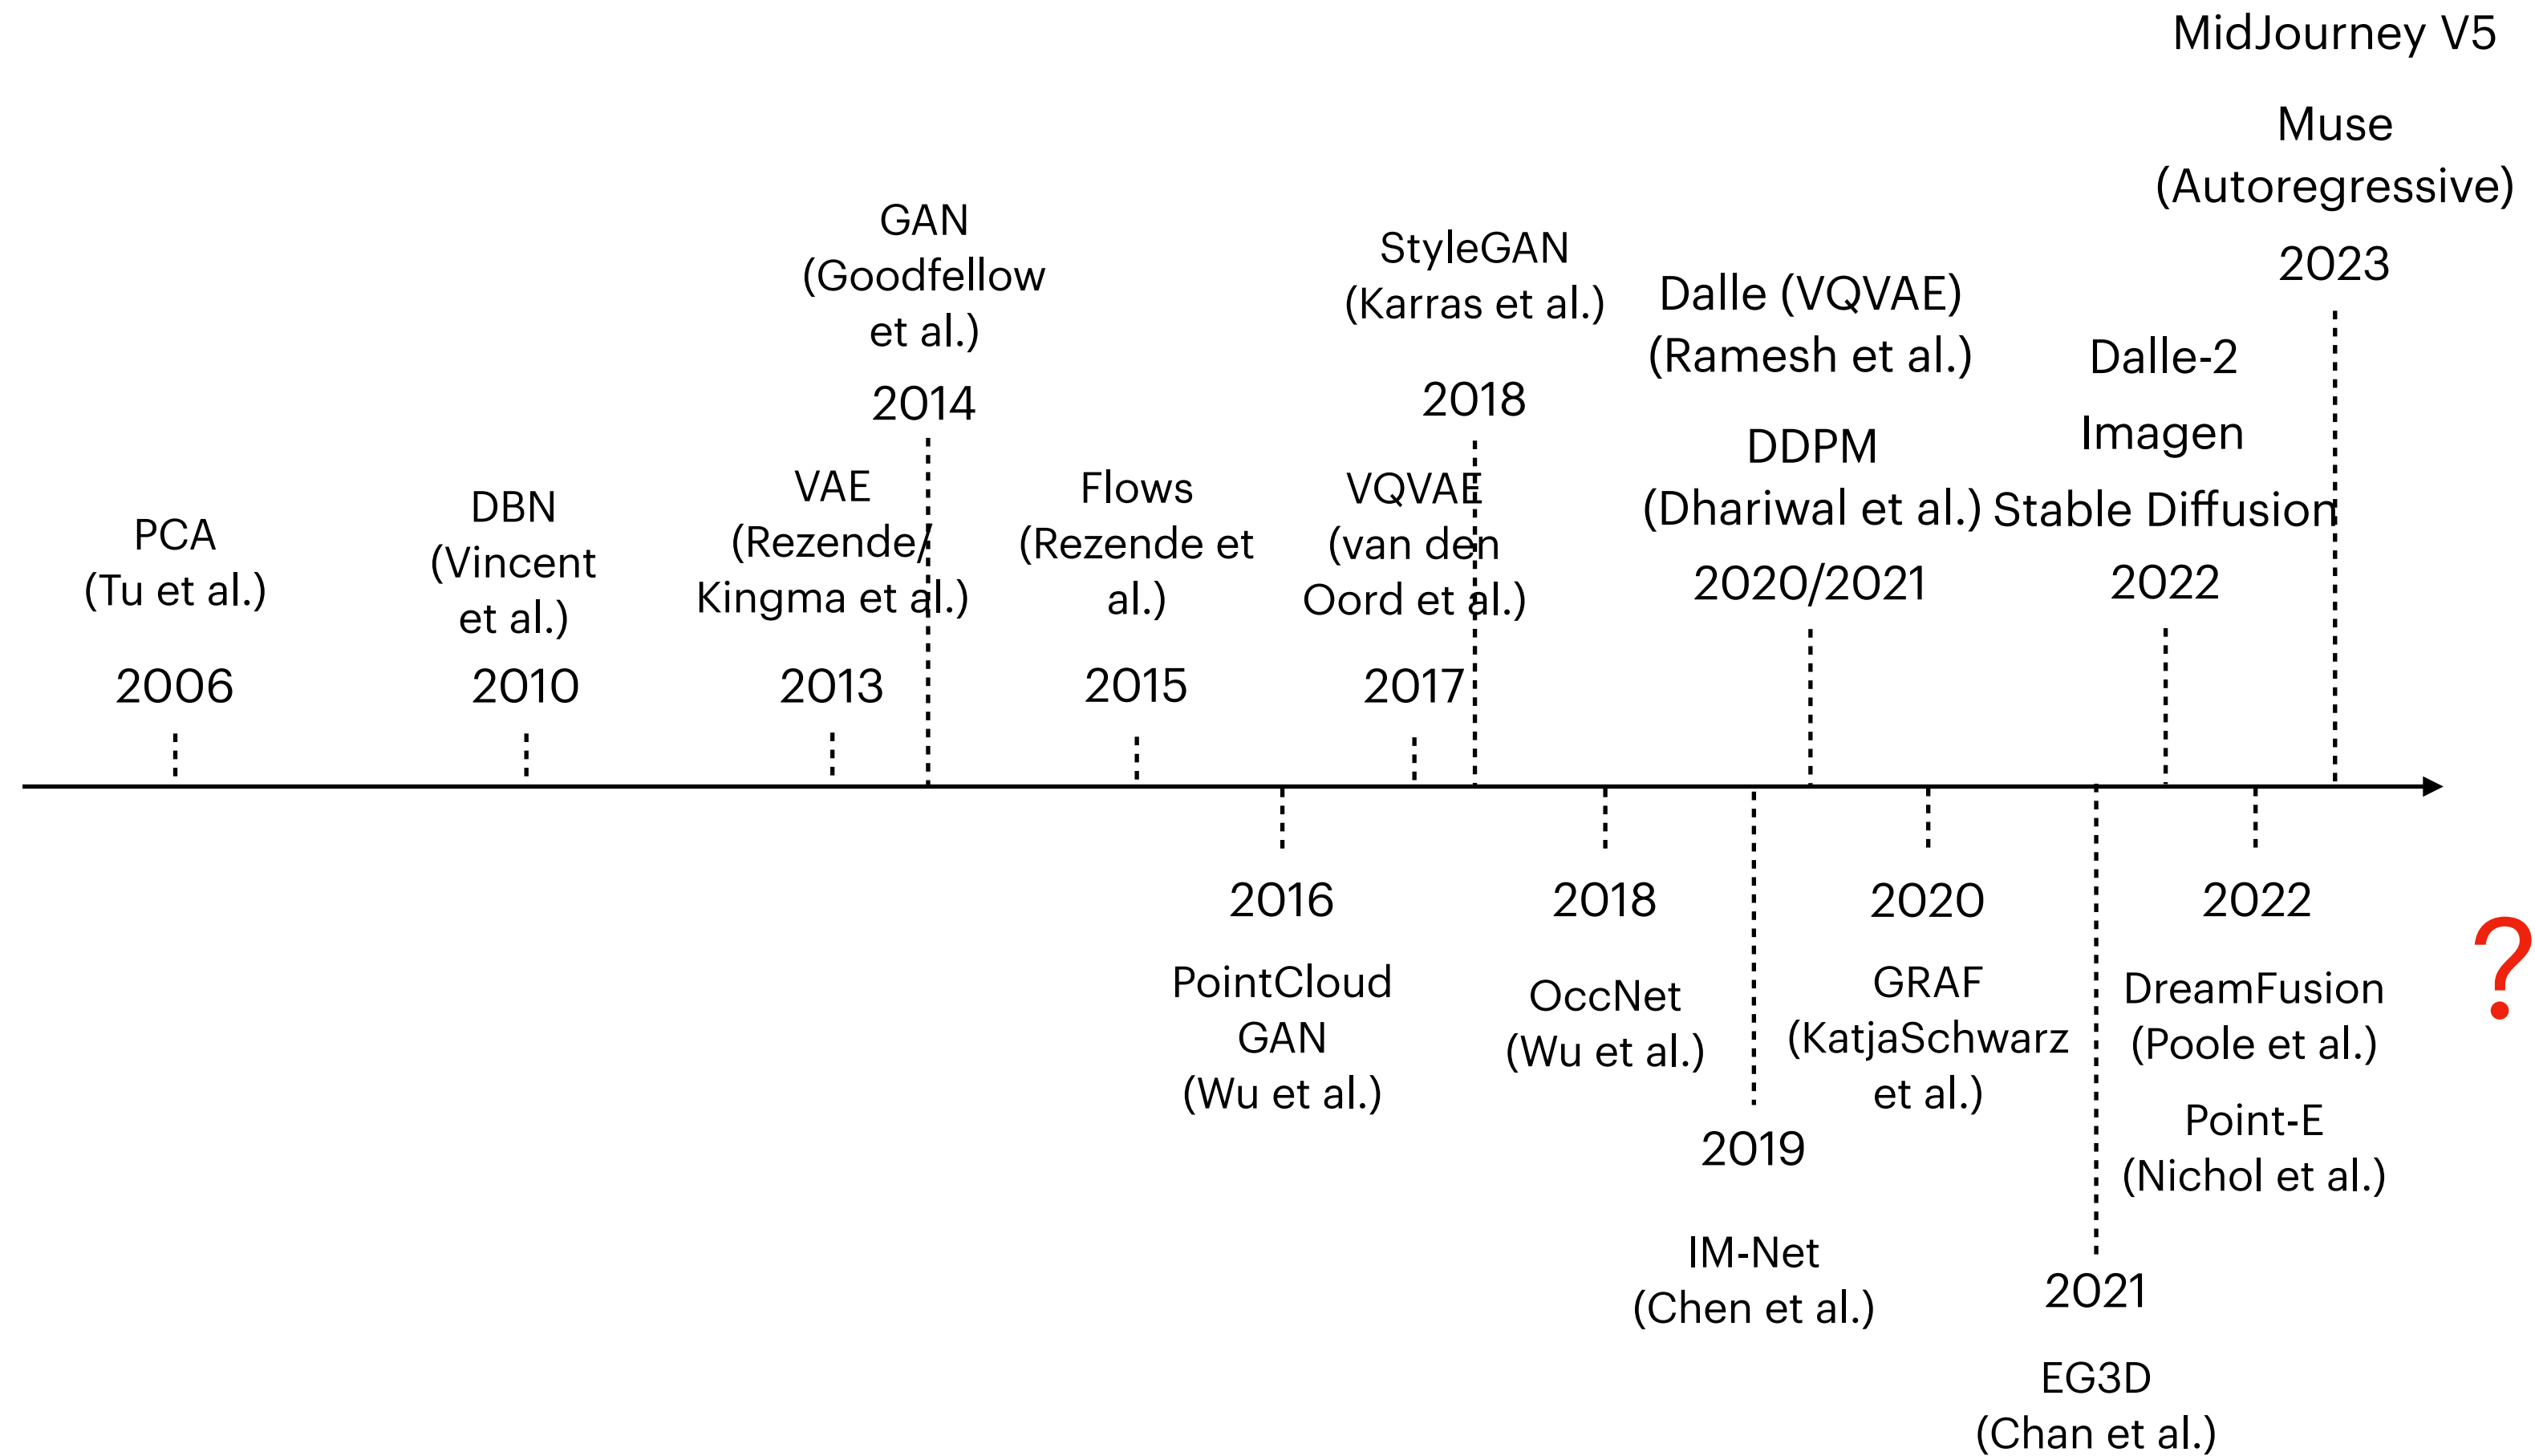 PCA
(Tu et al.)
2006
DBN
(Vincent
et al.)
2010
VAE
(Rezende/
Kingma et al.)
2013
GAN
(Goodfellow
et al.)
2014
Flows
(Rezende et
al.)
2015
VQVAE
(van den
Oord et al.)
2017
StyleGAN
(Karras et al.)
2018
Dalle (VQVAE)
(Ramesh et al.)
DDPM
(Dhariwal et al.)
2020/2021
Dalle-2
Imagen
Stable Diffusion
2022
MidJourney V5
Muse
(Autoregressive)
2023
2016
PointCloud
GAN
(Wu et al.)
2018
OccNet
(Wu et al.)
2019
IM-Net
(Chen et al.)
2020
GRAF
(KatjaSchwarz
et al.)
2021
EG3D
(Chan et al.)
2022
DreamFusion
(Poole et al.)
Point-E
(Nichol et al.)
?